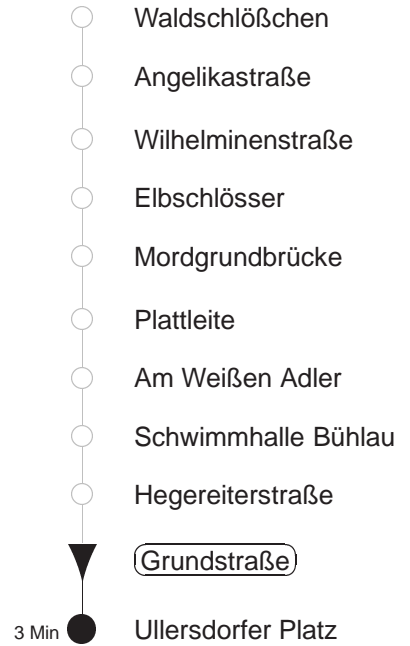 Waldschlößchen
Angelikastraße
Wilhelminenstraße
Elbschlösser
Mordgrundbrücke
Plattleite
Am Weißen Adler
Schwimmhalle Bühlau
Hegereiterstraße
Grundstraße
3 Min Ullersdorfer Platz